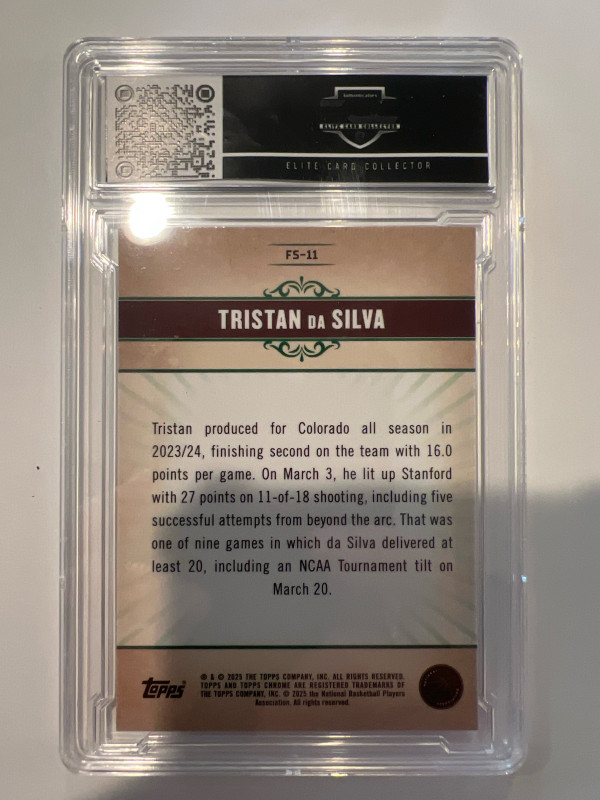 ELITE CARD COLLECTOR
ELITE CARD COLLECTOR
FS-11
TRISTAN DA SILVA
Tristan produced for Colorado all season in
2023/24, finishing second on the team with 16.0
points per game. On March 3, he lit up Stanford
with 27 points on 11-of-18 shooting, including five
successful attempts from beyond the arc. That was
one of nine games in which da Silva delivered at
least 20, including an NCAA Tournament tilt on
March 20.
topps
® & © 2025 THE TOPPS COMPANY, INC. ALL RIGHTS RESERVED.
TOPPS AND TOPPS CHROME ARE REGISTERED TRADEMARKS OF
THE TOPPS COMPANY, INC. © 2025 the National Basketball Players
Association. All rights reserved.